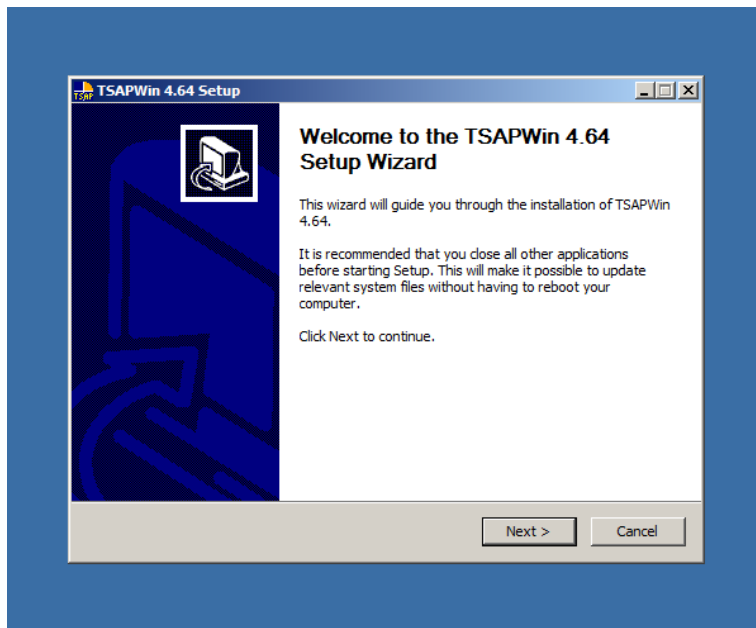 TSAP
TSAPWin 4.64 Setup
Welcome to the TSAPWin 4.64
Setup Wizard
This wizard will guide you through the installation of TSAPWin
4.64.
It is recommended that you close all other applications
before starting Setup. This will make it possible to update
relevant system files without having to reboot your
computer.
Click Next to continue.
Next >
Cancel